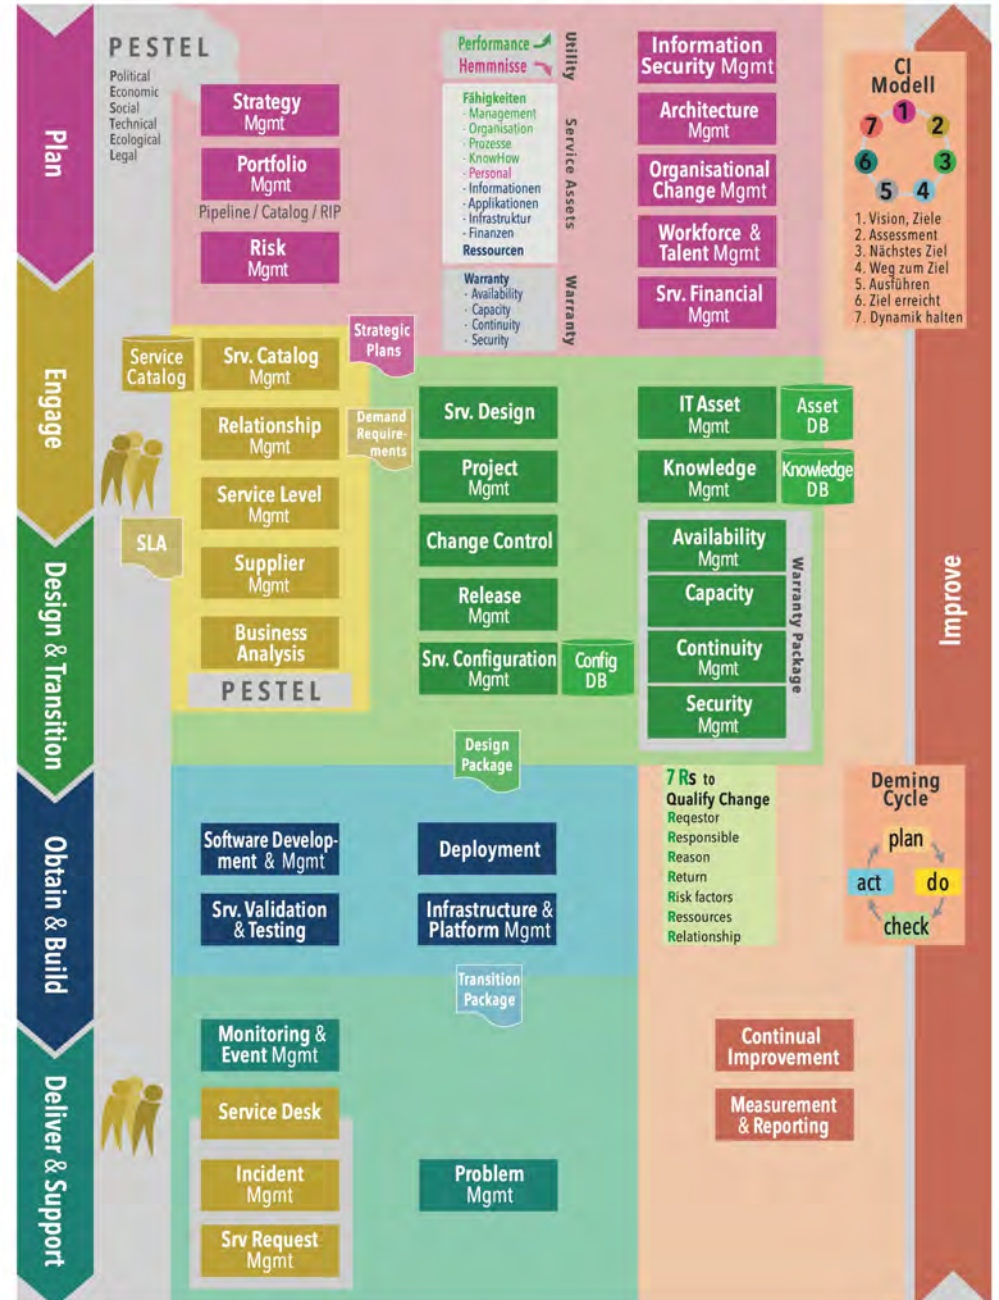 Plan
Engage
Design & Transition
Obtain & Build
Deliver & Support
PESTEL
Political
Economic
Social
Technical
Ecological
Legal
Strategy
Mgmt
Portfolio
Mgmt
Pipeline / Catalog / RIP
Risk
Mgmt
Performance
Hemmnisse
Utility
Fähigkeiten
- Management
- Organisation
- Prozesse
- KnowHow
- Personal
- Informationen
- Applikationen
- Infrastruktur
- Finanzen
Ressourcen
Service Assets
Warranty
- Availability
- Capacity
- Continuity
- Security
Warranty
Information
Security Mgmt
Architecture
Mgmt
Organisational
Change Mgmt
Workforce &
Talent Mgmt
Srv. Financial
Mgmt
CI
Modell
1
2
3
4
5
6
7
1. Vision, Ziele
2. Assessment
3. Nächstes Ziel
4. Weg zum Ziel
5. Ausführen
6. Ziel erreicht
7. Dynamik halten
Improve
Strategic
Plans
Service
Catalog
Srv. Catalog
Mgmt
Relationship
Mgmt
Demand
Require-
ments
Service Level
Mgmt
SLA
Supplier
Mgmt
Business
Analysis
PESTEL
Srv. Design
Project
Mgmt
Change Control
Release
Mgmt
Srv. Configuration
Mgmt
Config
DB
IT Asset
Mgmt
Asset
DB
Knowledge
Mgmt
Knowledge
DB
Availability
Mgmt
Capacity
Continuity
Mgmt
Security
Mgmt
Warranty Package
Design
Package
Software Develop-
ment & Mgmt
Deployment
Srv. Validation
& Testing
Infrastructure &
Platform Mgmt
7 Rs to
Qualify Change
Reqestor
Responsible
Reason
Return
Risk factors
Ressources
Relationship
Deming
Cycle
plan
do
check
act
Transition
Package
Monitoring &
Event Mgmt
Service Desk
Incident
Mgmt
Srv Request
Mgmt
Problem
Mgmt
Continual
Improvement
Measurement
& Reporting